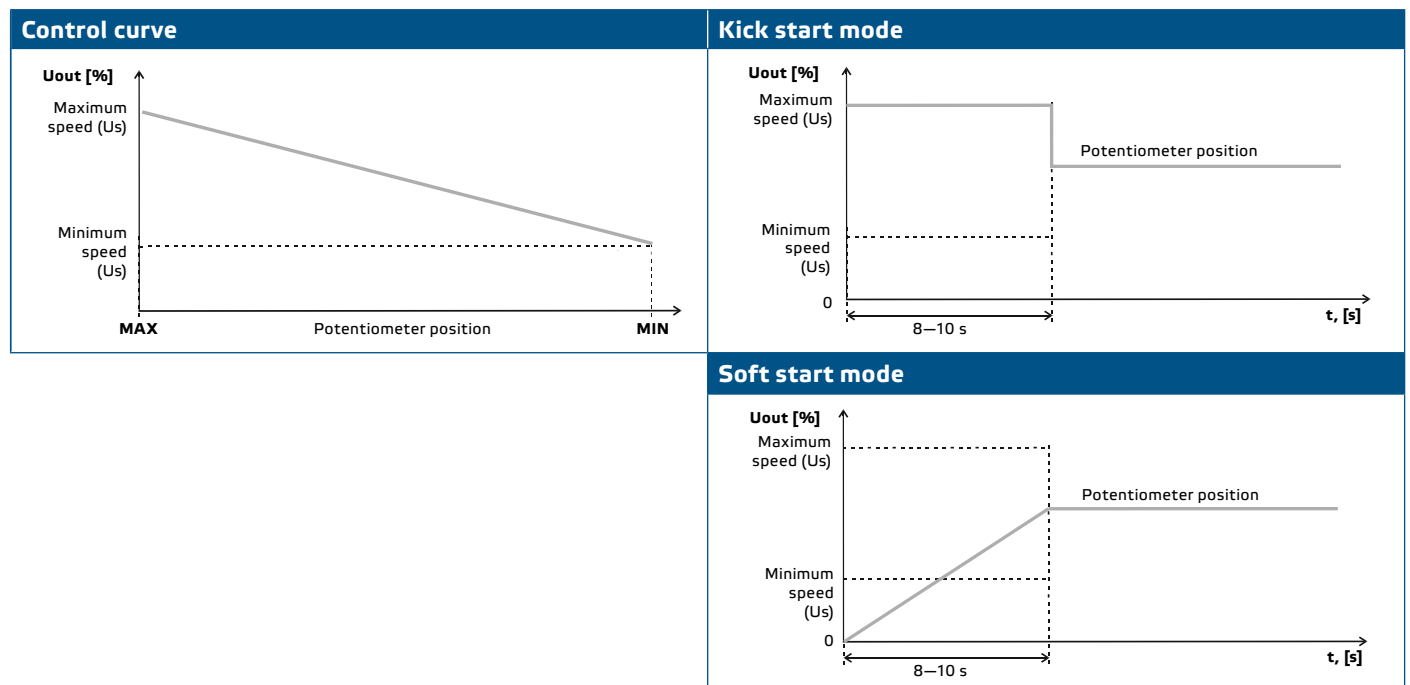 Control curve
Uout [%]
Maximum
speed (Us)
Minimum
speed
(Us)
MAX
Potentiometer position
MIN
Kick start mode
Uout [%]
Maximum
speed (Us)
Potentiometer position
Minimum
speed
(Us)
0
8—10 s
t, [s]
Soft start mode
Uout [%]
Maximum
speed (Us)
Potentiometer position
Minimum
speed
(Us)
0
8—10 s
t, [s]